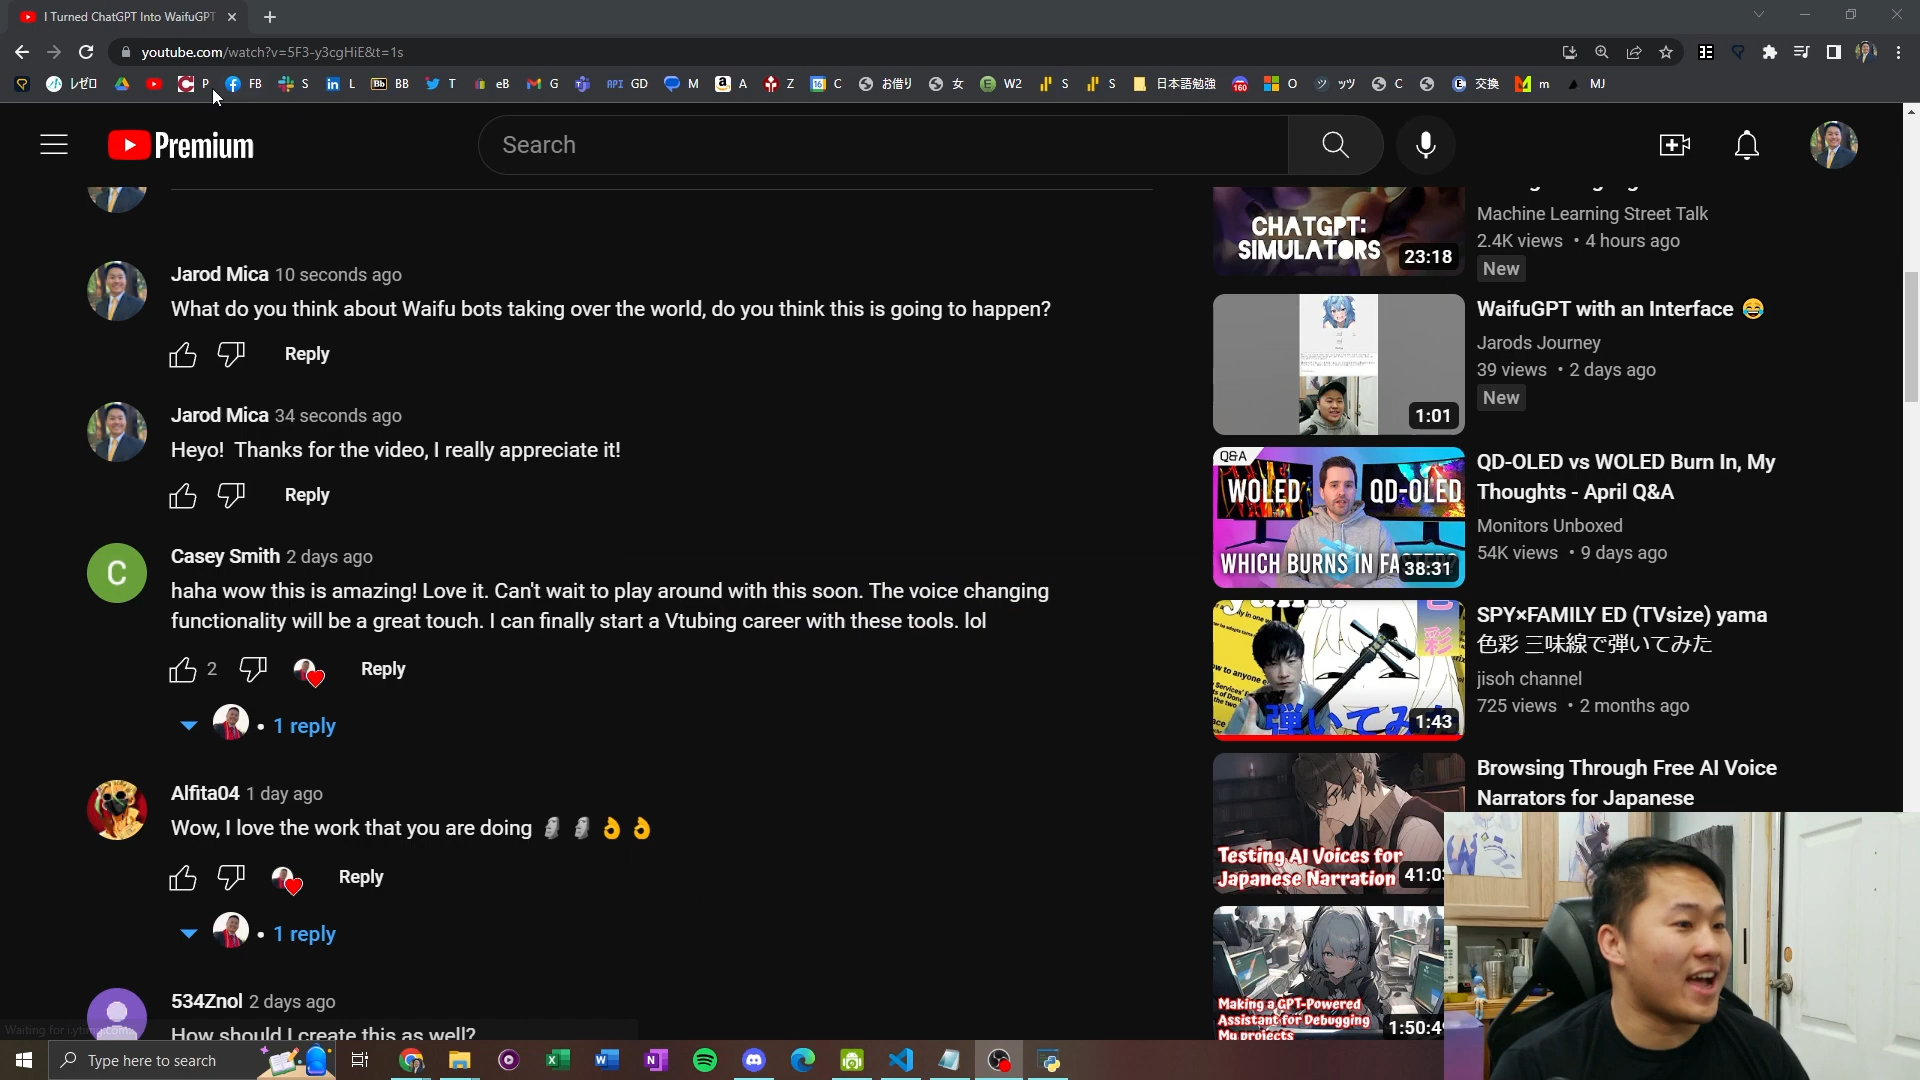 I Turned ChatGPT Into WaifuGPT
youtube.com/watch?v=5F3-y3cgHiE&t=1s
レゼロ P FB S L BB T eB G GD M A Z C お借り 女 W2 S S 日本語勉強 O ッツ C 交換 m MJ
Premium
Search
Jarod Mica 10 seconds ago
What do you think about Waifu bots taking over the world, do you think this is going to happen?
Reply
Jarod Mica 34 seconds ago
Heyo! Thanks for the video, I really appreciate it!
Reply
Casey Smith 2 days ago
C
haha wow this is amazing! Love it. Can't wait to play around with this soon. The voice changing
functionality will be a great touch. I can finally start a Vtubing career with these tools. lol
2 Reply
• 1 reply
Alfita04 1 day ago
Wow, I love the work that you are doing 🗿 🗿 👌 👌
Reply
• 1 reply
534Znol 2 days ago
How should I create this as well?
CHATGPT:
SIMULATORS
23:18
Machine Learning Street Talk
2.4K views • 4 hours ago
New
1:01
WaifuGPT with an Interface 😂
Jarods Journey
39 views • 2 days ago
New
Q&A
WOLED QD-OLED
WHICH BURNS IN FASTER?
38:31
QD-OLED vs WOLED Burn In, My
Thoughts - April Q&A
Monitors Unboxed
54K views • 9 days ago
彩
弾いてみた
1:43
SPY×FAMILY ED (TVsize) yama
色彩 三味線で弾いてみた
jisoh channel
725 views • 2 months ago
Testing AI Voices for
Japanese Narration
41:03
Browsing Through Free AI Voice
Narrators for Japanese
Making a GPT-Powered
Assistant for Debugging
My projects
1:50:49
Type here to search